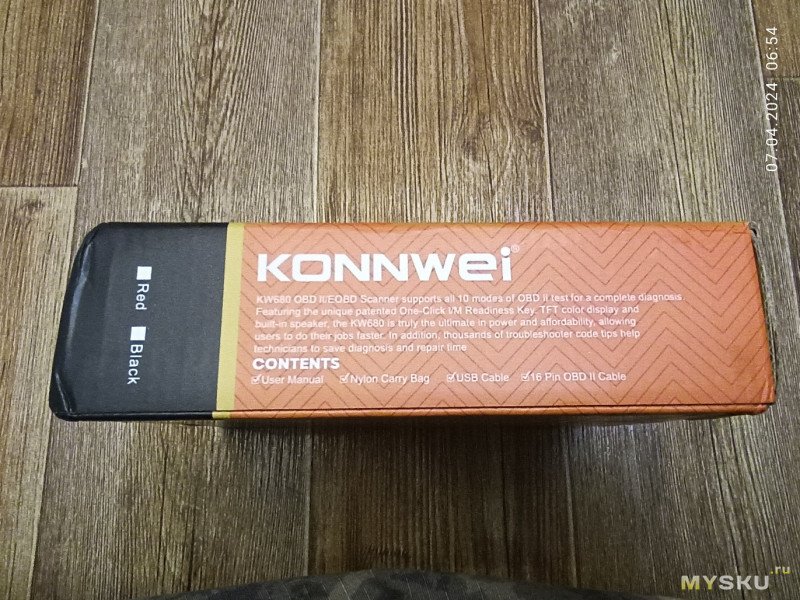 KONNWEI®
KW680 OBD II/EOBD Scanner supports all 10 modes of OBD II test for a complete diagnosis.
Featuring the unique patented One-Click I/M Readiness Key, TFT color display and
built-in speaker, the KW680 is truly the ultimate in power and affordability, allowing
users to do their jobs faster. In addition, thousands of troubleshooter code tips help
technicians to save diagnosis and repair time
CONTENTS
☑User Manual ☑Nylon Carry Bag ☑USB Cable ☑16 Pin OBD II Cable
Red
Black
07.04.2024 06:54
MYSKU.ru